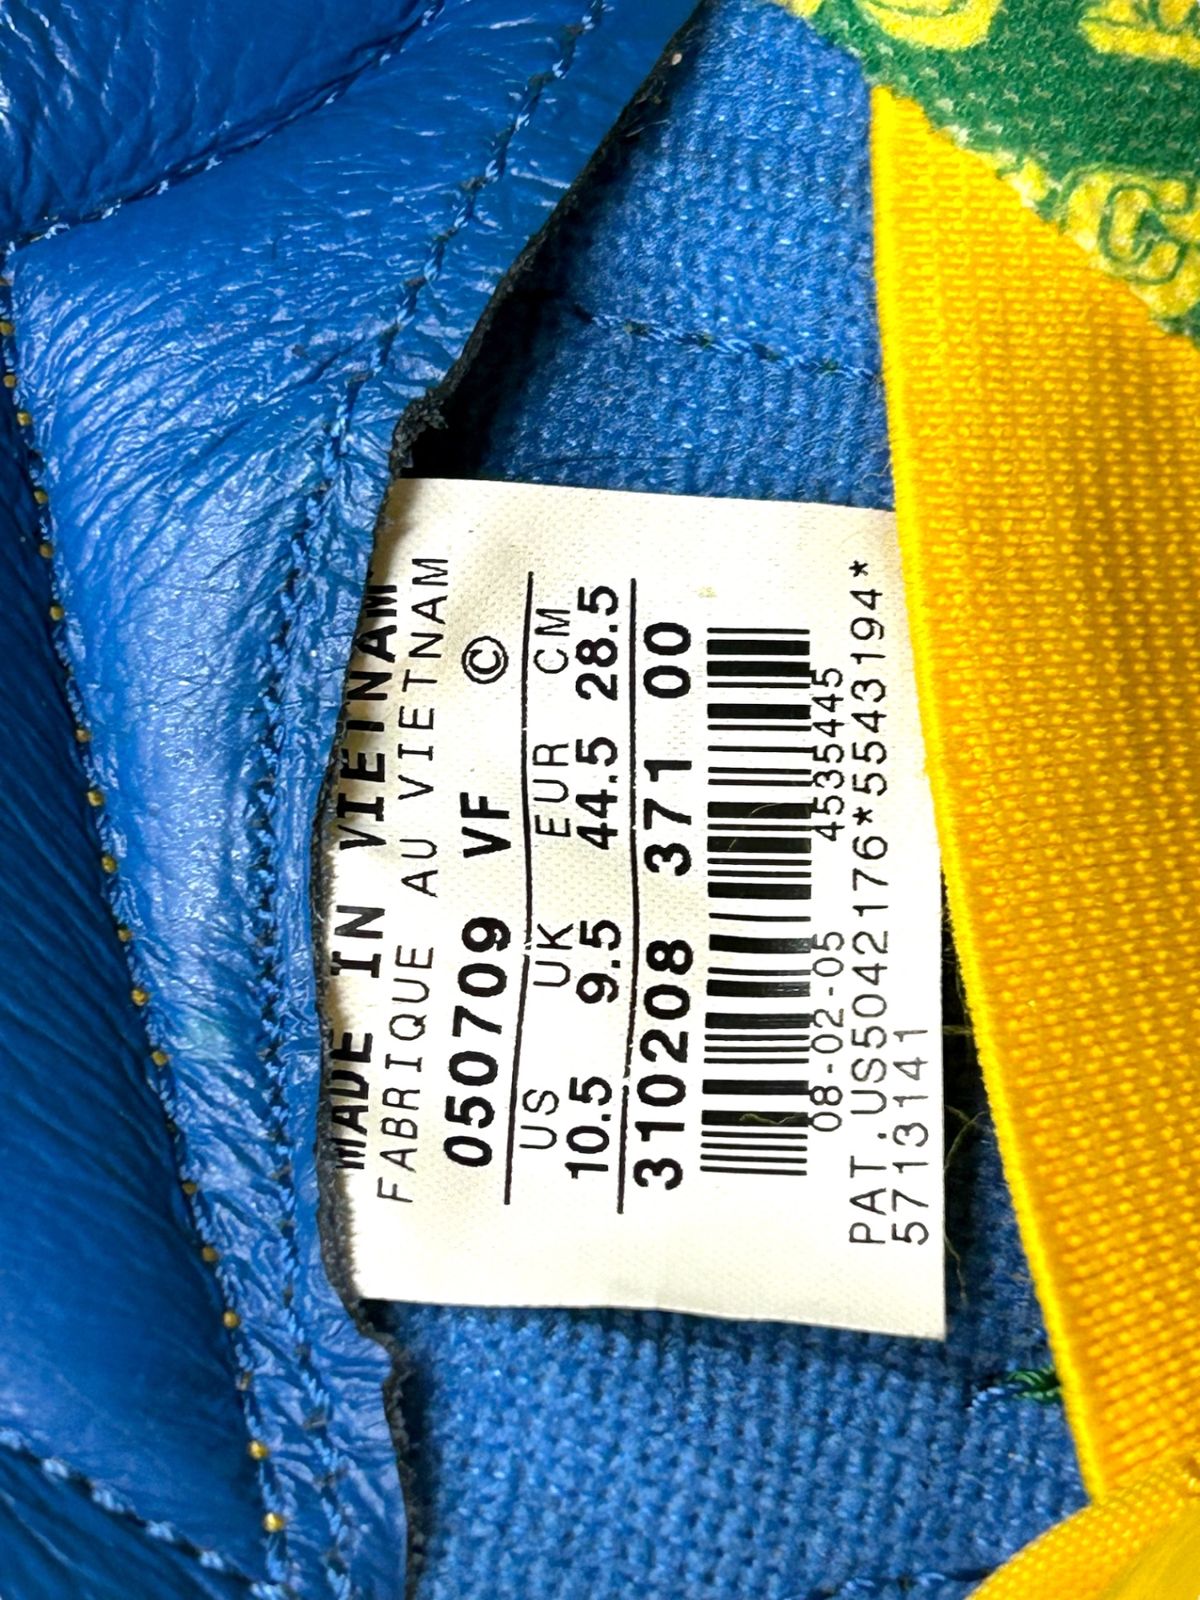 MADE IN VIETNAM
FABRIQUE AU VIETNAM
050709 VF ©
US UK EUR CM
10.5 9.5 44.5 28.5
310208 371 00
08-02-05 4535445
PAT. US5042176*5543194*
5713141